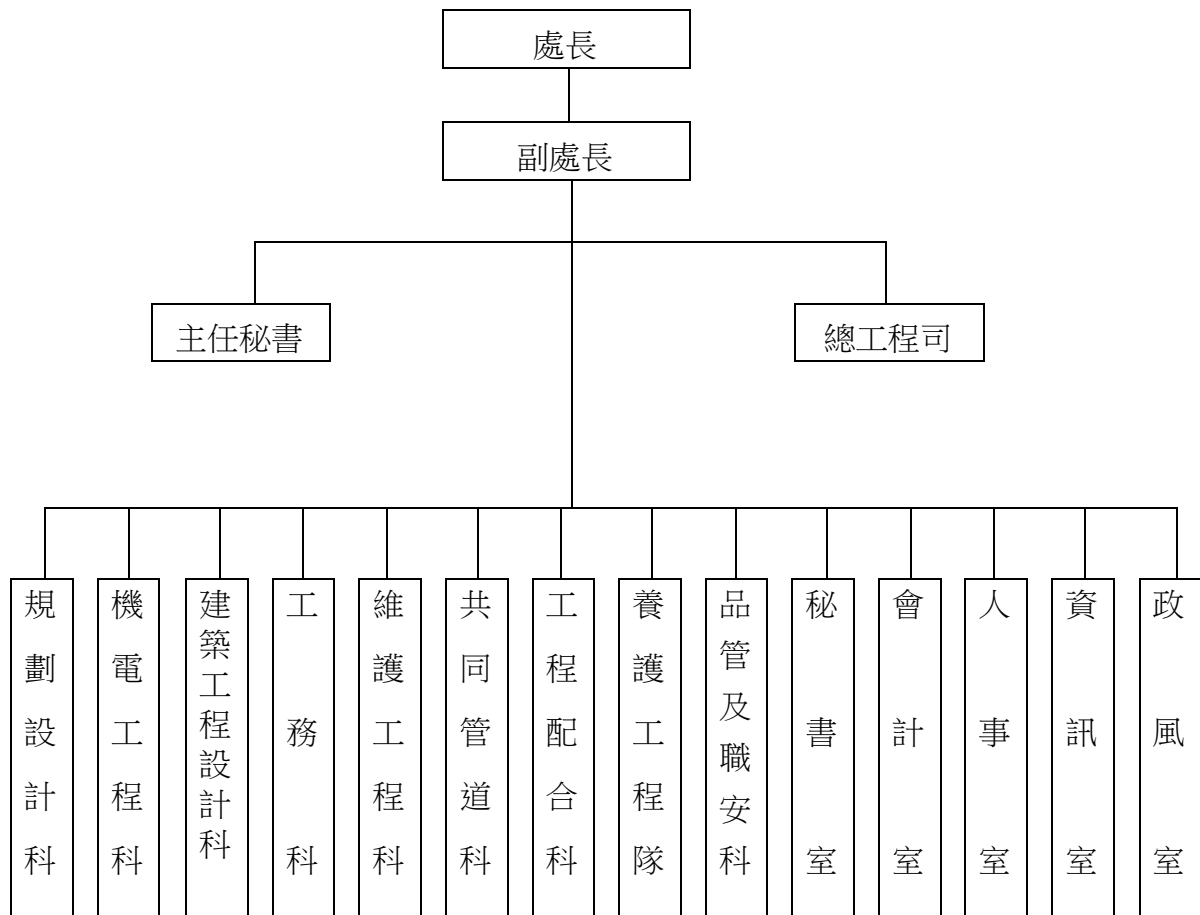 處長
副處長
主任秘書
總工程司
規劃設計科
機電工程科
建築工程設計科
工務科
維護工程科
共同管道科
工程配合科
養護工程隊
品管及職安科
秘書室
會計室
人事室
資訊室
政風室